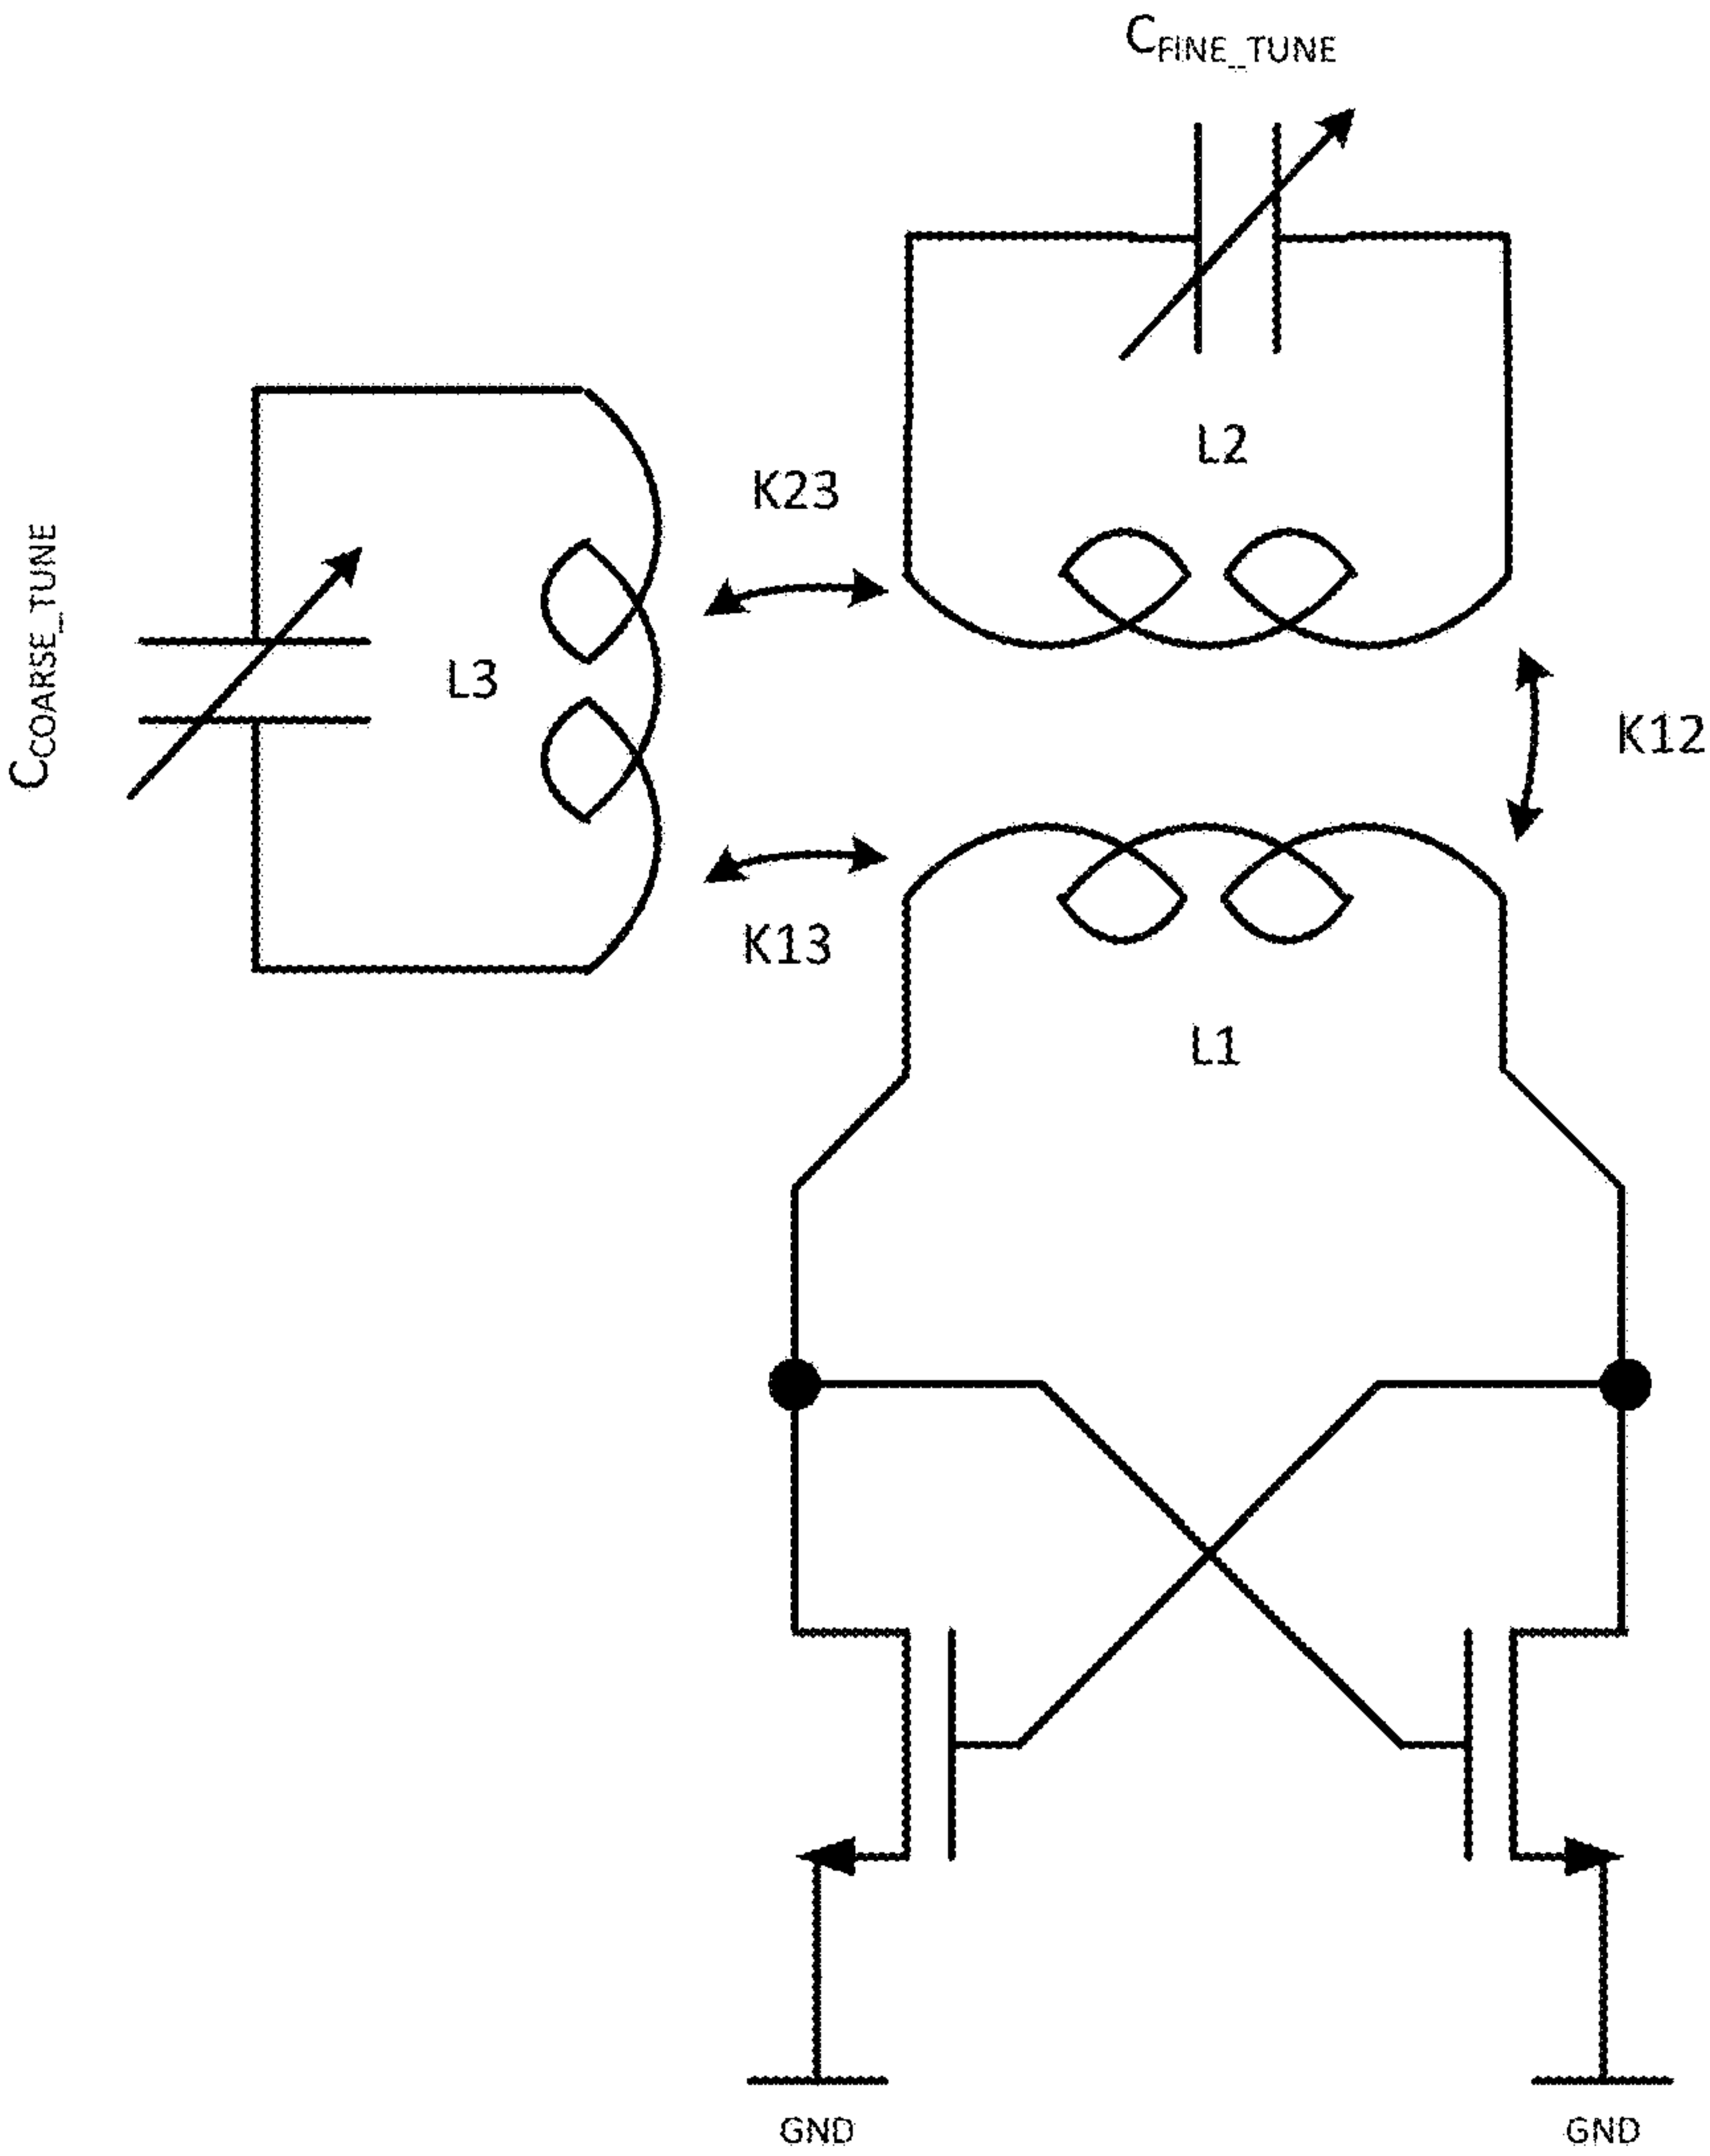 CFINE_TUNE
L2
K23
CCOARSE_TUNE
L3
K12
K13
L1
GND
GND